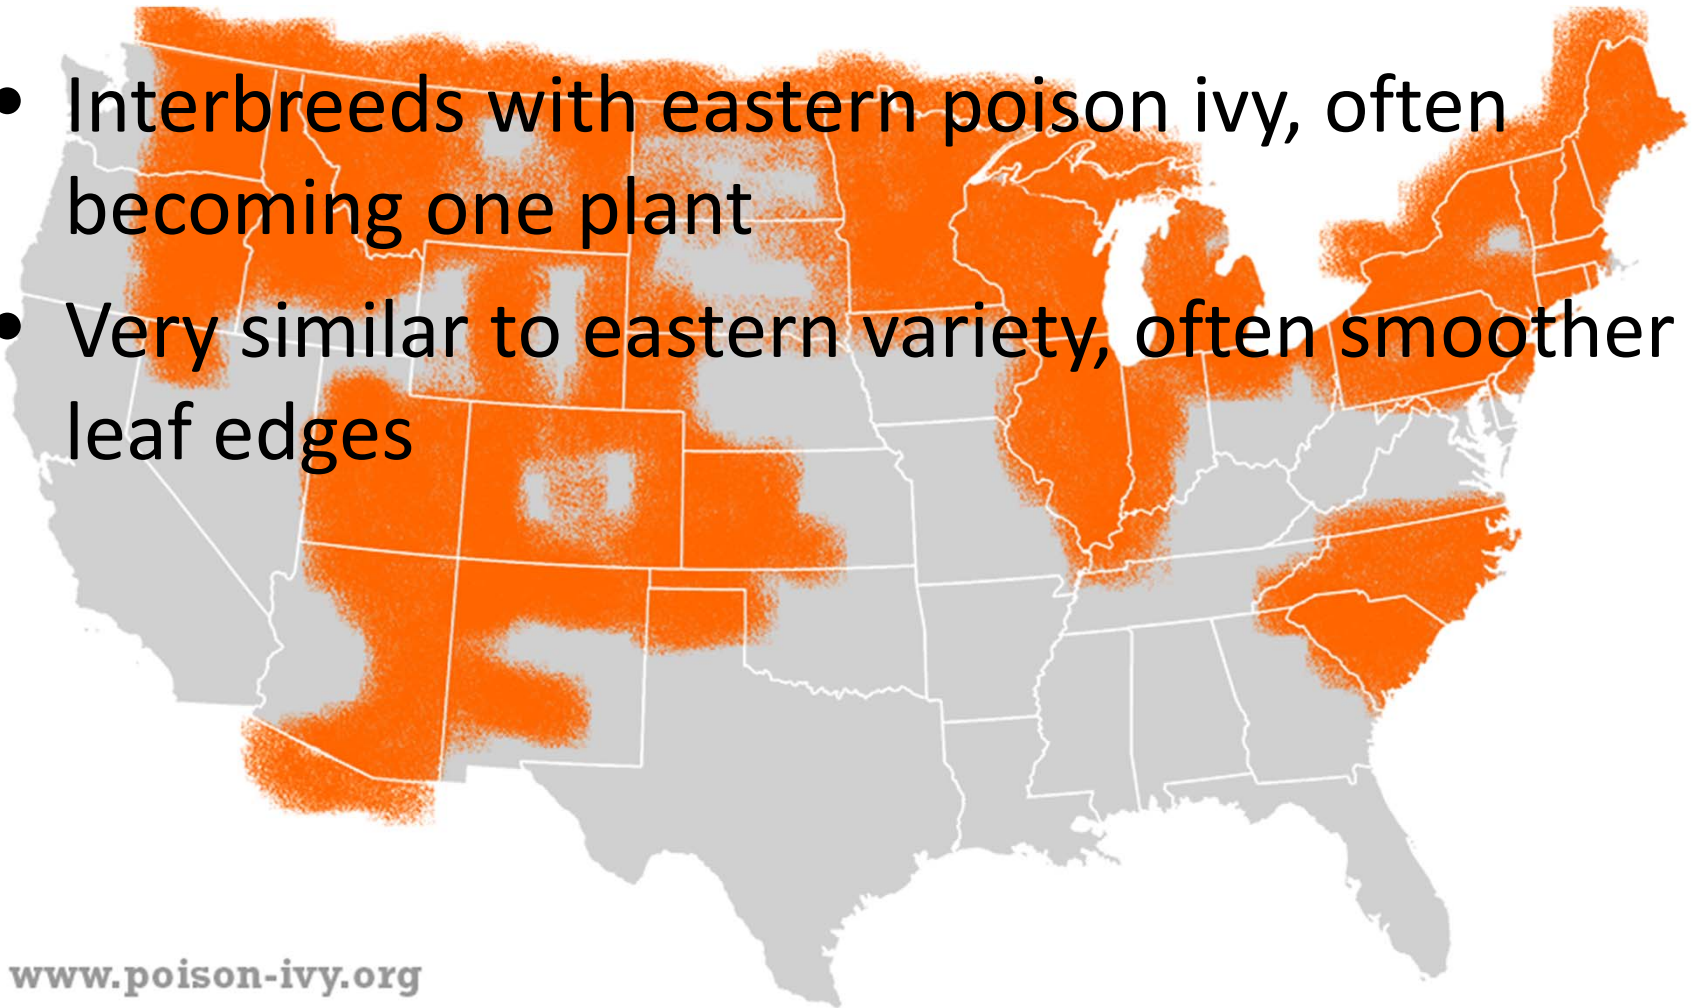 • Interbreeds with eastern poison ivy, often
becoming one plant
• Very similar to eastern variety, often smoother
leaf edges
www.poison-ivy.org